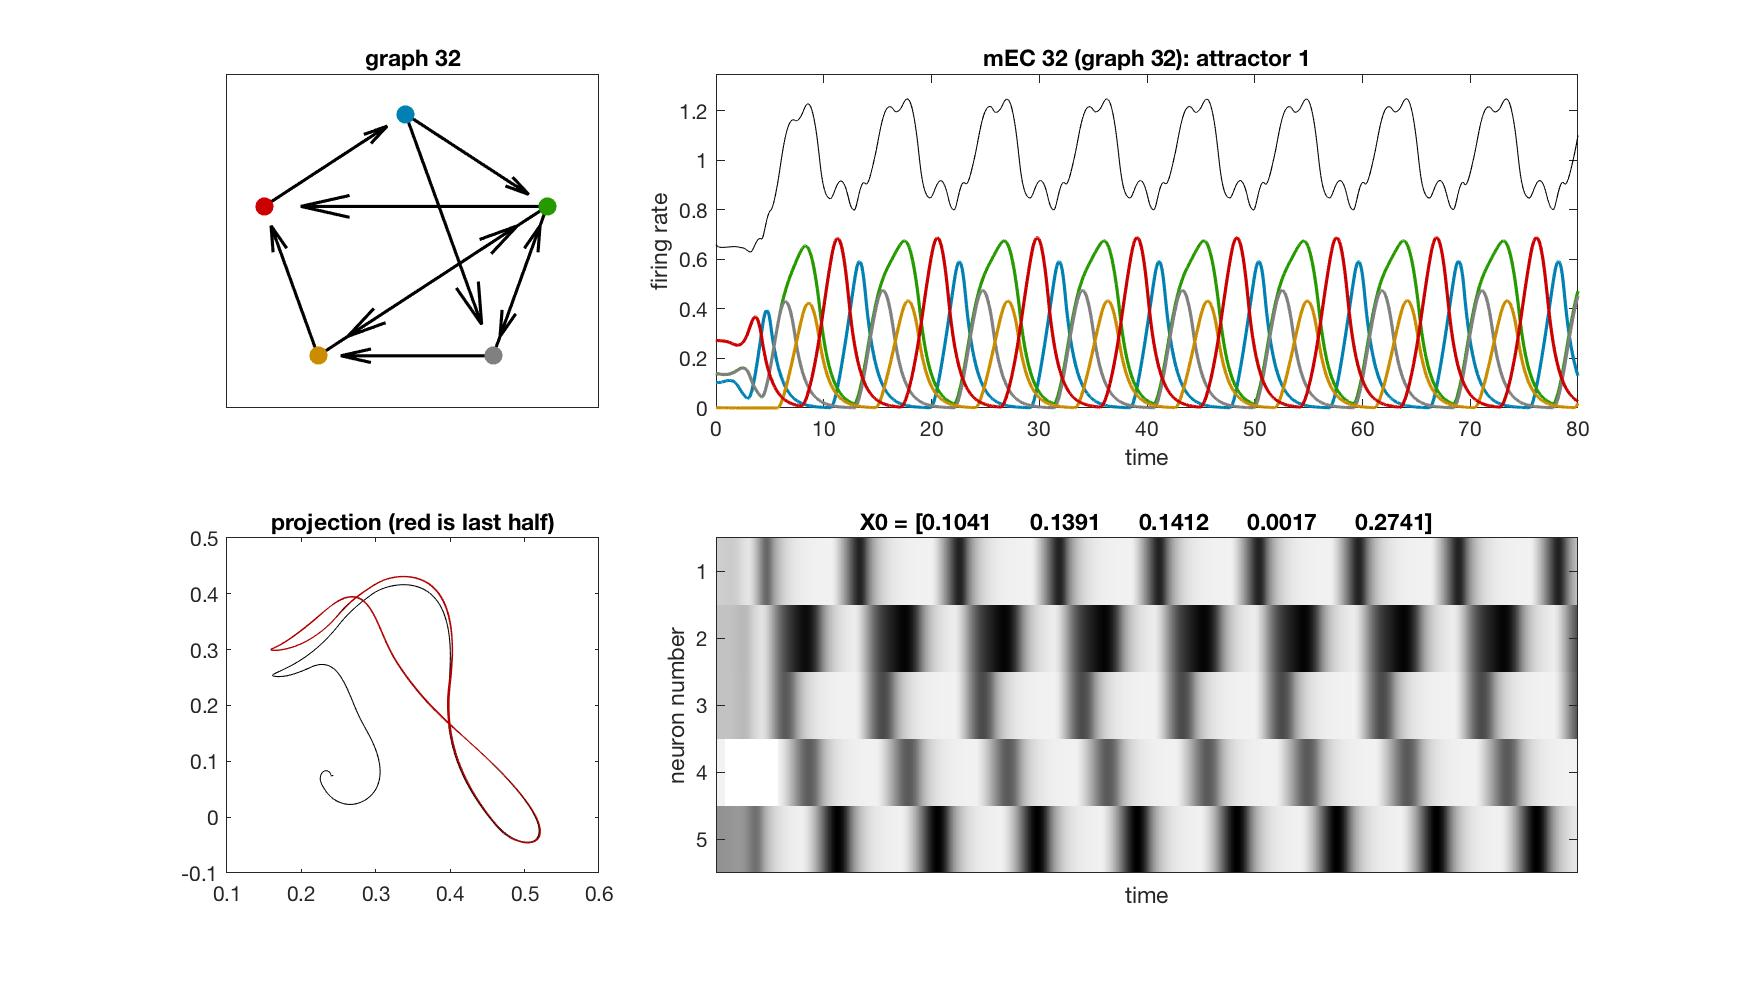 graph 32
mEC 32 (graph 32): attractor 1
firing rate
1.2
1
0.8
0.6
0.4
0.2
0
0 10 20 30 40 50 60 70 80
time
projection (red is last half)
0.5
0.4
0.3
0.2
0.1
0
-0.1
0.1 0.2 0.3 0.4 0.5 0.6
X0 = [0.1041 0.1391 0.1412 0.0017 0.2741]
neuron number
1
2
3
4
5
time